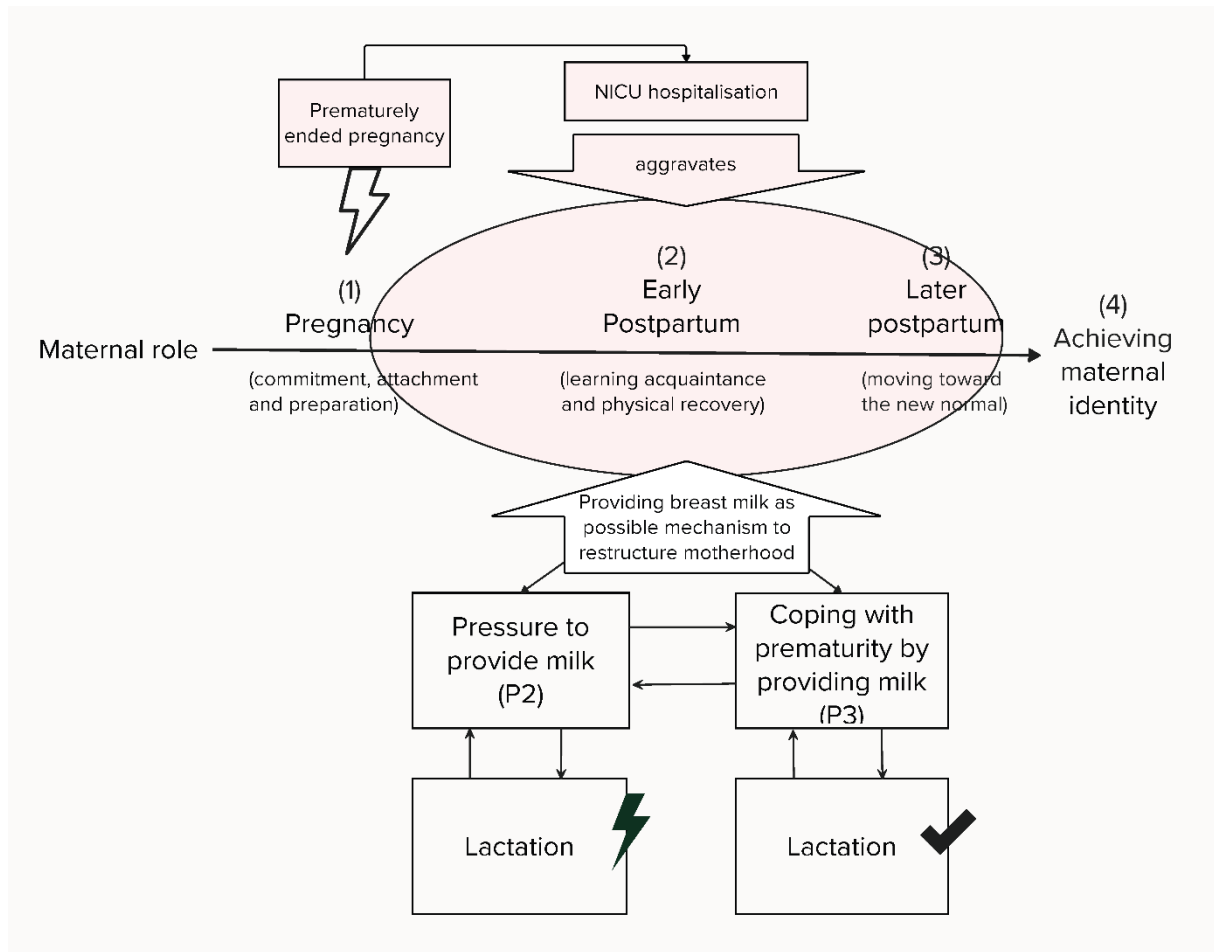 Prematurely
ended pregnancy
NICU hospitalisation
aggravates
(1)
Pregnancy
(2)
Early
Postpartum
(3)
Later
postpartum
(4)
Achieving
maternal
identity
Maternal role
(commitment, attachment
and preparation)
(learning acquaintance
and physical recovery)
(moving toward
the new normal)
Providing breast milk as
possible mechanism to
restructure motherhood
Pressure to
provide milk
(P2)
Coping with
prematurity by
providing milk
(P3)
Lactation
Lactation